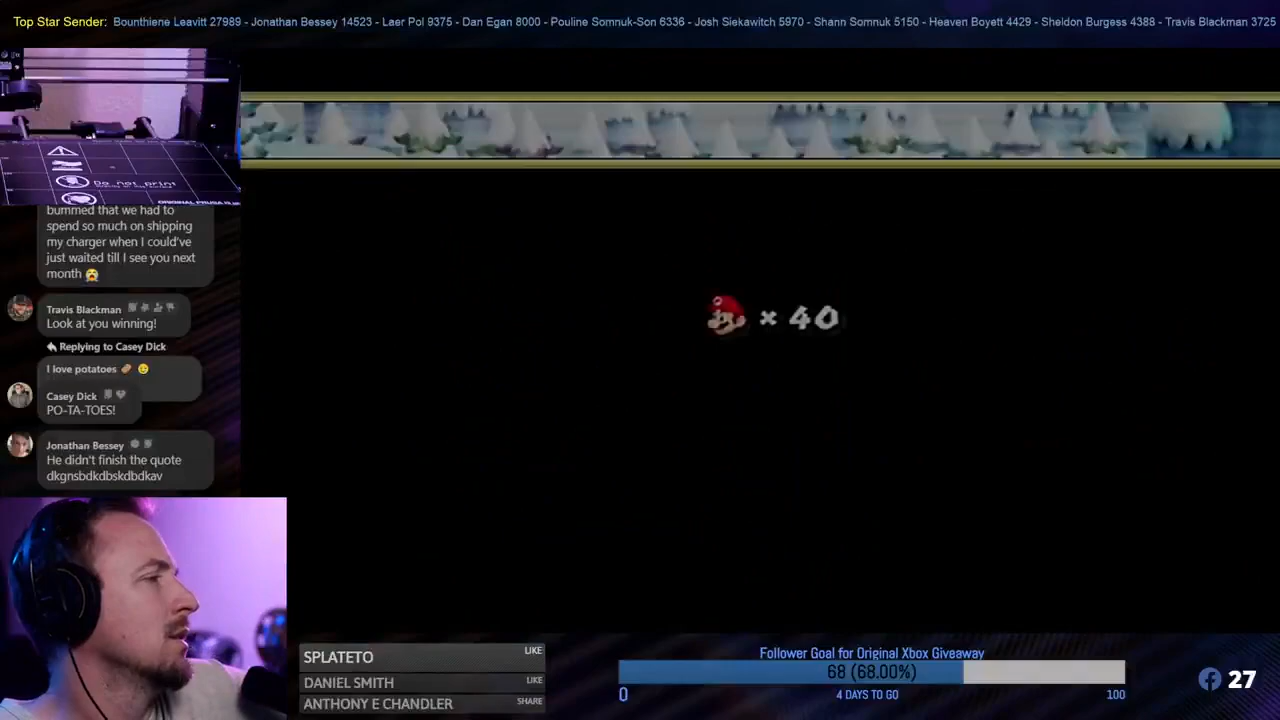 Top Star Sender: Bounthiene Leavitt 27989 - Jonathan Bessey 14523 - Laer Pol 9375 - Dan Egan 8000 - Pouline Somnuk-Son 6336 - Josh Siekawitch 5970 - Shann Somnuk 5150 - Heaven Boyett 4429 - Sheldon Burgess 4388 - Travis Blackman 3725
Do not print
ORIGINAL PRUSA
bummed that we had to
spend so much on shipping
my charger when I could've
just waited till I see you next
month 😭
Travis Blackman
Look at you winning!
Replying to Casey Dick
I love potatoes 🥔 🥲
Casey Dick
PO-TA-TOES!
Jonathan Bessey
He didn't finish the quote
dkgnsbdkdbskdbdkav
× 40
SPLATETO LIKE
DANIEL SMITH LIKE
ANTHONY E CHANDLER SHARE
Follower Goal for Original Xbox Giveaway
68 (68.00%)
0 4 DAYS TO GO 100
27